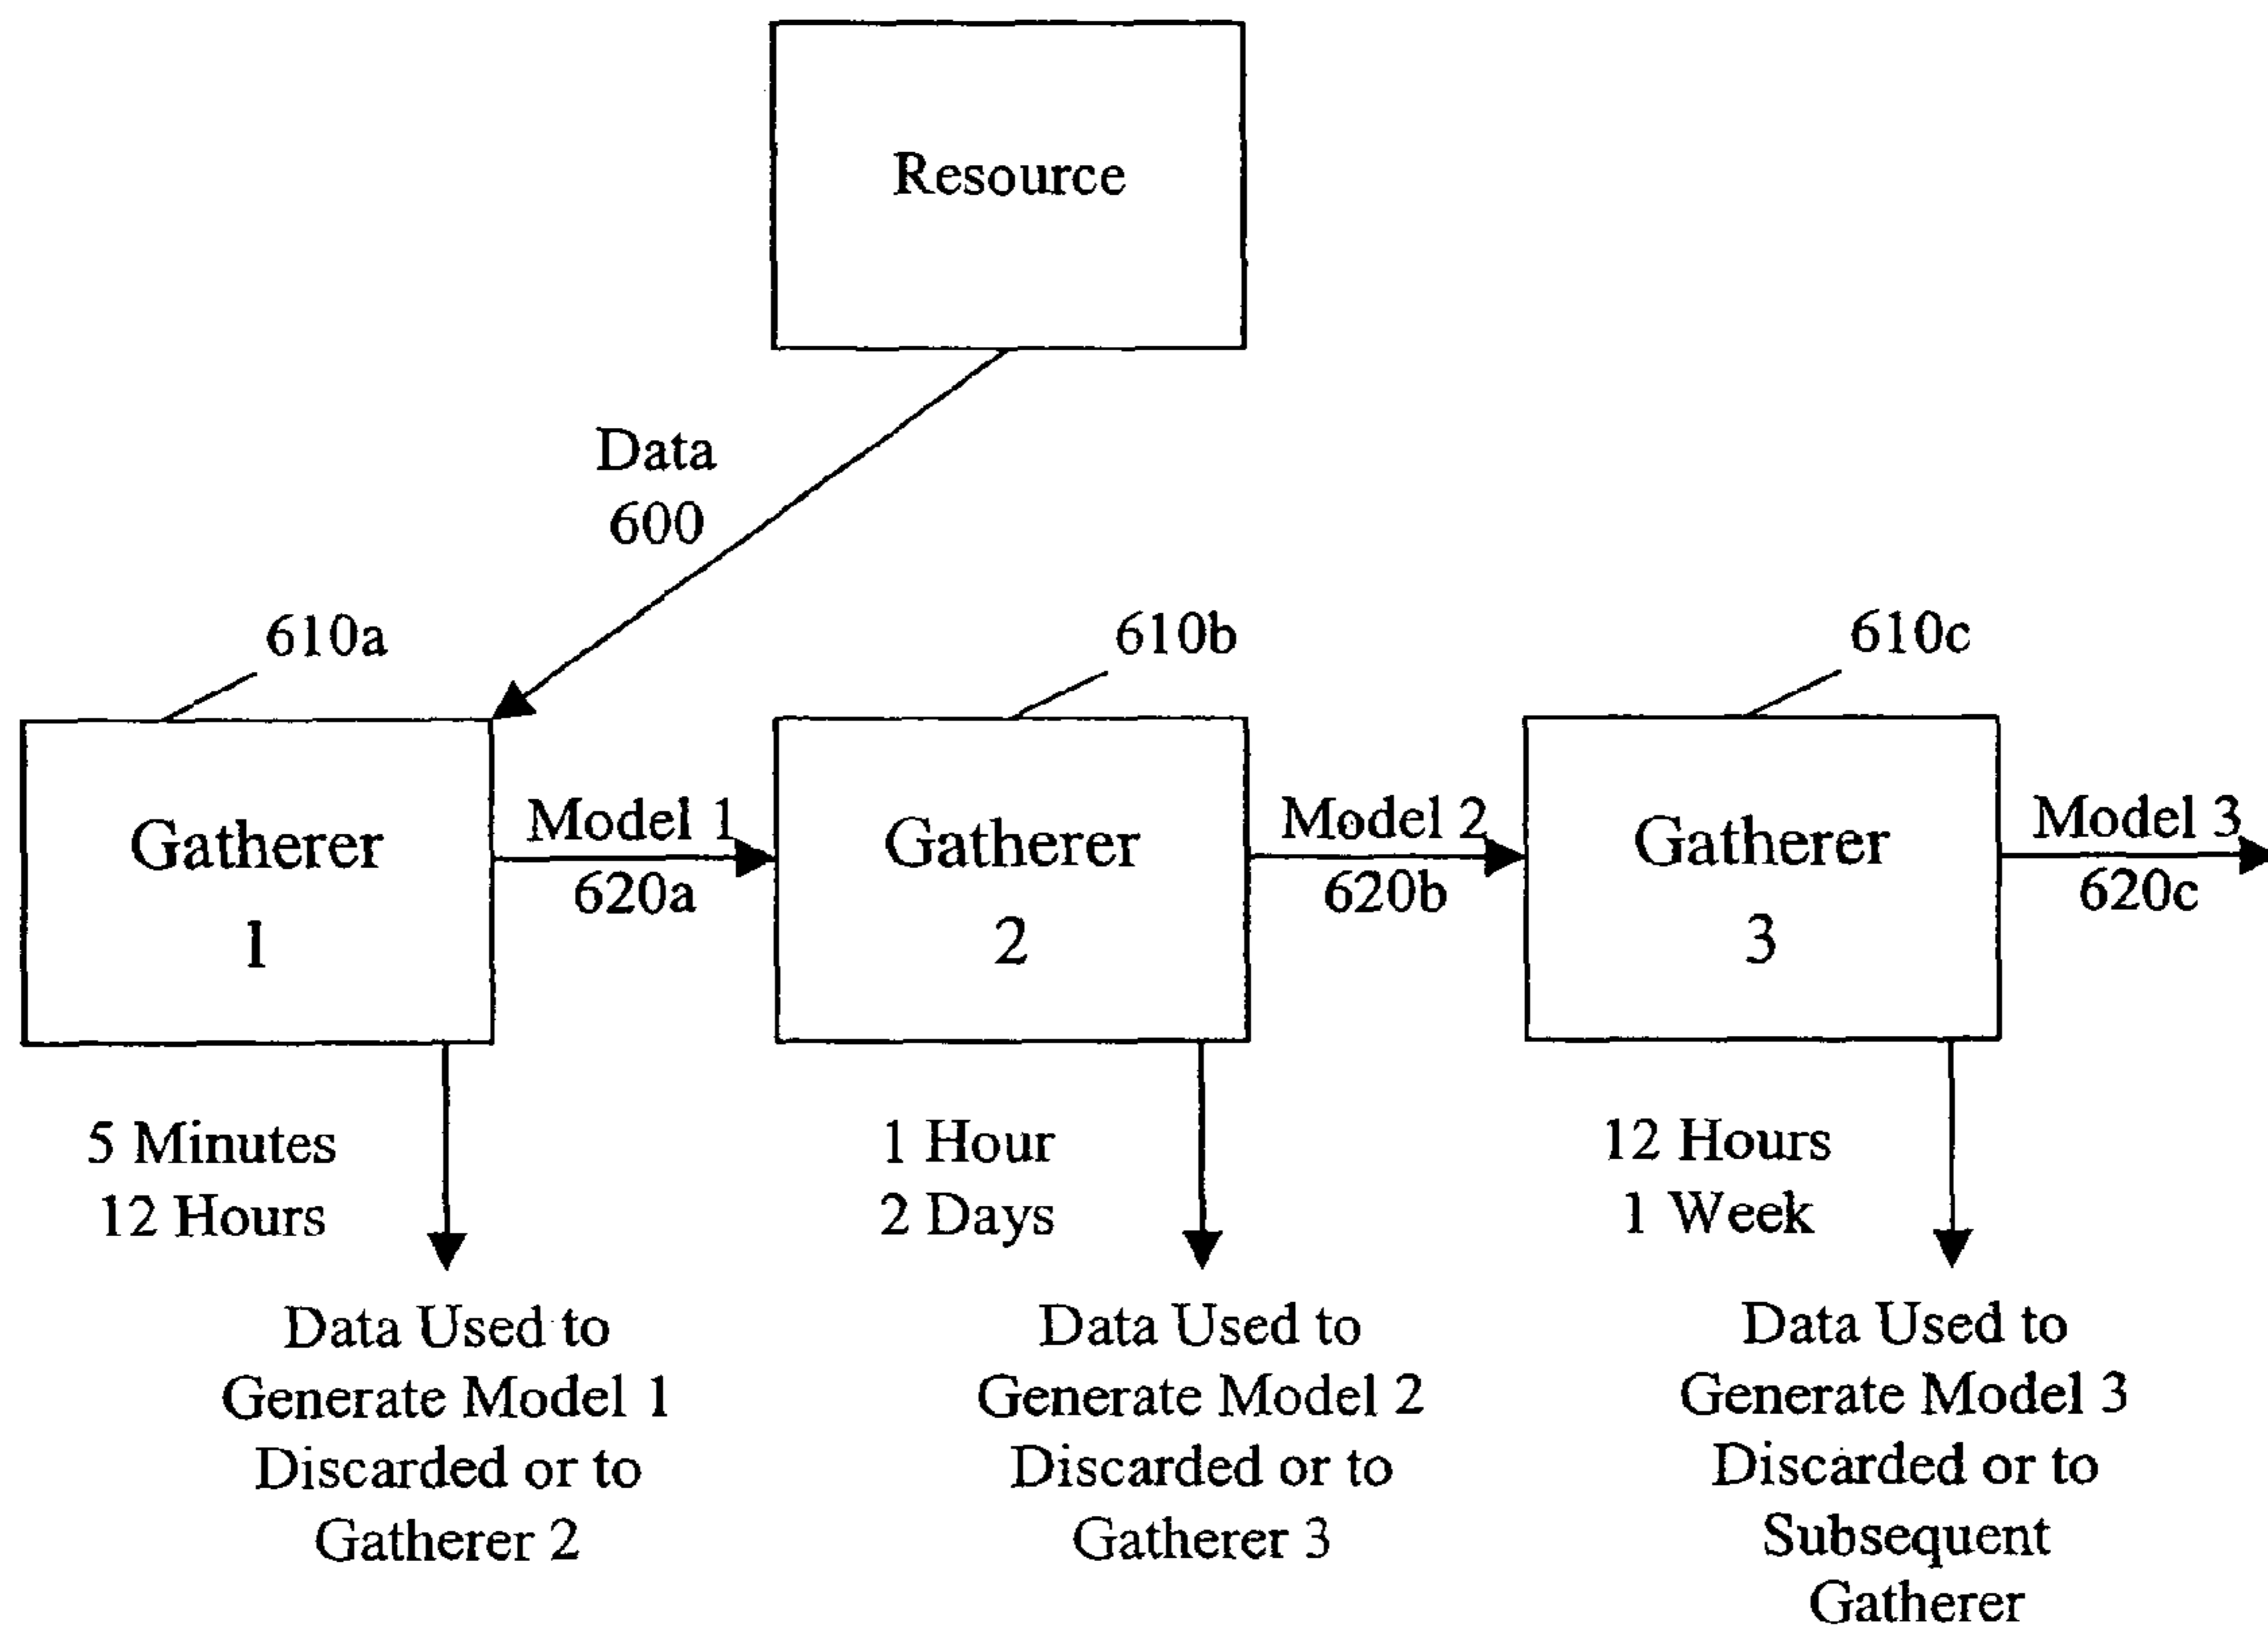 Resource
Data
600
610a
610b
610c
Gatherer
1
Model 1
620a
Gatherer
2
Model 2
620b
Gatherer
3
Model 3
620c
5 Minutes
12 Hours
1 Hour
2 Days
12 Hours
1 Week
Data Used to
Generate Model 1
Discarded or to
Gatherer 2
Data Used to
Generate Model 2
Discarded or to
Gatherer 3
Data Used to
Generate Model 3
Discarded or to
Subsequent
Gatherer